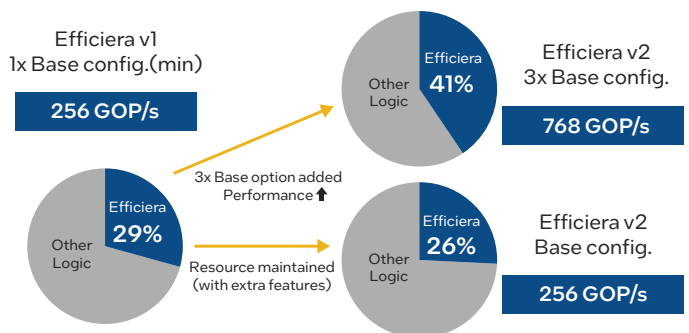 Efficiera v1
1x Base config.(min)
256 GOP/s
Efficiera
29%
Other
Logic
3x Base option added
Performance ⬆
Resource maintained
(with extra features)
Efficiera
41%
Other
Logic
Efficiera v2
3x Base config.
768 GOP/s
Efficiera
26%
Other
Logic
Efficiera v2
Base config.
256 GOP/s